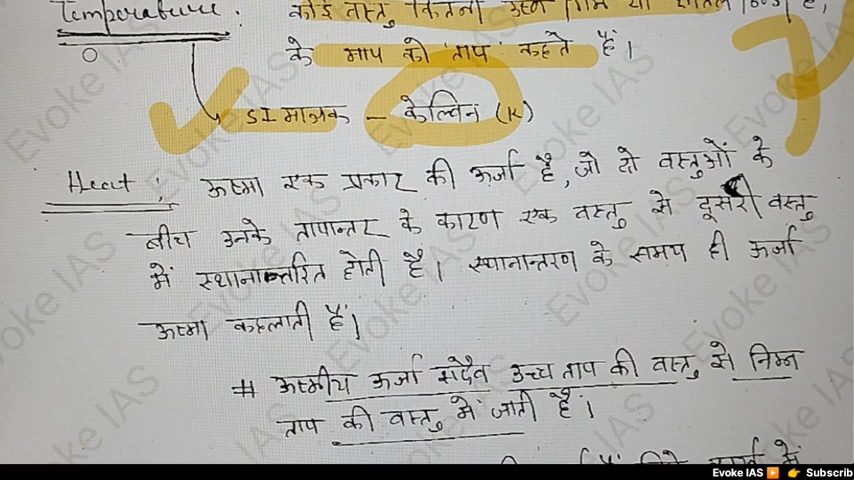 Temperature: कोई वस्तु कितनी उष्ण गर्म या शीतल है,
के माप को 'ताप' कहते हैं।
SI मात्रक - केल्विन (K)
Heat: ऊष्मा एक प्रकार की ऊर्जा है, जो दो वस्तुओं के
बीच उनके तापान्तर के कारण एक वस्तु से दूसरी वस्तु
में स्थानान्तरित होती है। स्थानान्तरण के समय ही ऊर्जा
ऊष्मा कहलाती है।
# ऊष्मीय ऊर्जा सदैव उच्च ताप की वस्तु से निम्न
ताप की वस्तु में जाती है।
Evoke IAS 👉 Subscrib